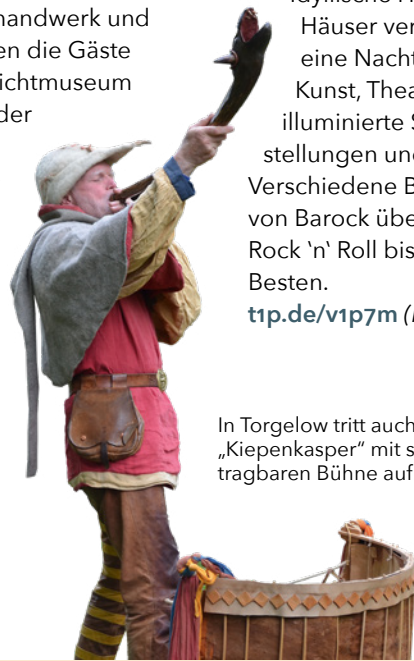 handwerk und
en die Gäste
ichtmuseum
der
Häuser ver
eine Nacht
Kunst, Thea
illuminierte S
stellungen und
Verschiedene B
von Barock übe
Rock ‘n‘ Roll bis
Besten.
t1p.de/v1p7m (
In Torgelow tritt auch
„Kiepenkasper“ mit s
tragbaren Bühne auf